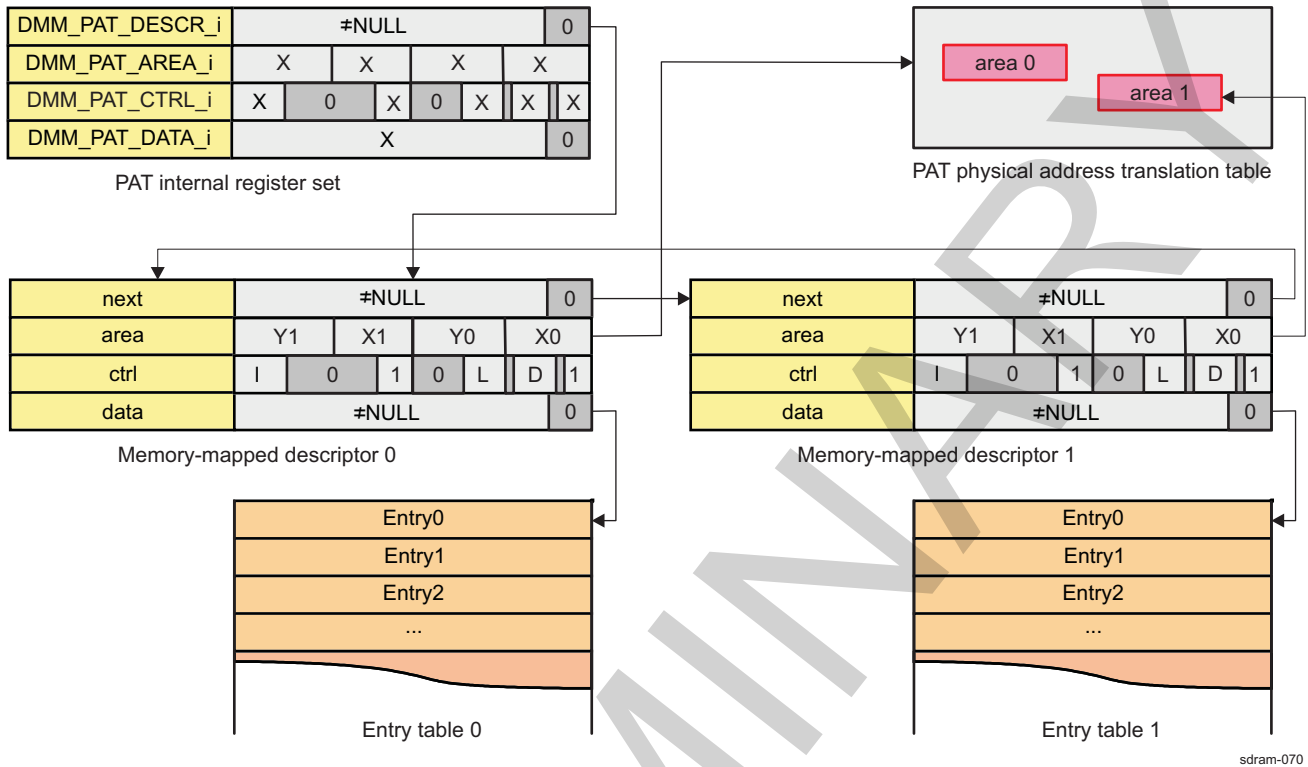 DMM_PAT_DESCR_i ≠NULL 0
DMM_PAT_AREA_i X X X X
DMM_PAT_CTRL_i X 0 X 0 X X X
DMM_PAT_DATA_i X 0
PAT internal register set
area 0
area 1
PAT physical address translation table
next ≠NULL 0
area Y1 X1 Y0 X0
ctrl I 0 1 0 L D 1
data ≠NULL 0
Memory-mapped descriptor 0
next ≠NULL 0
area Y1 X1 Y0 X0
ctrl I 0 1 0 L D 1
data ≠NULL 0
Memory-mapped descriptor 1
Entry0
Entry1
Entry2
...
Entry table 0
Entry0
Entry1
Entry2
...
Entry table 1
sdram-070
MINARY